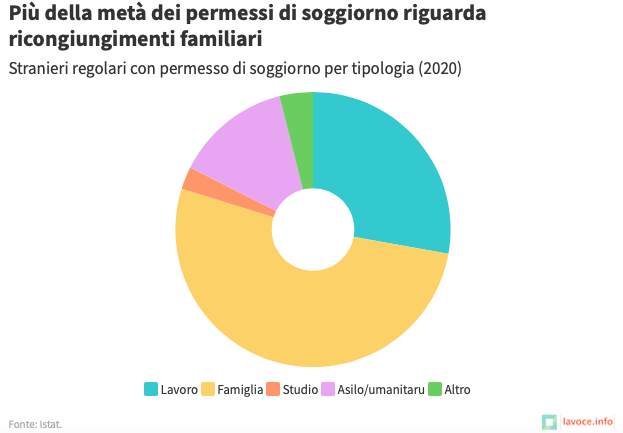 Più della metà dei permessi di soggiorno riguarda
ricongiungimenti familiari
Stranieri regolari con permesso di soggiorno per tipologia (2020)
Lavoro Famiglia Studio Asilo/umanitaru Altro
Fonte: Istat.
lavoce.info